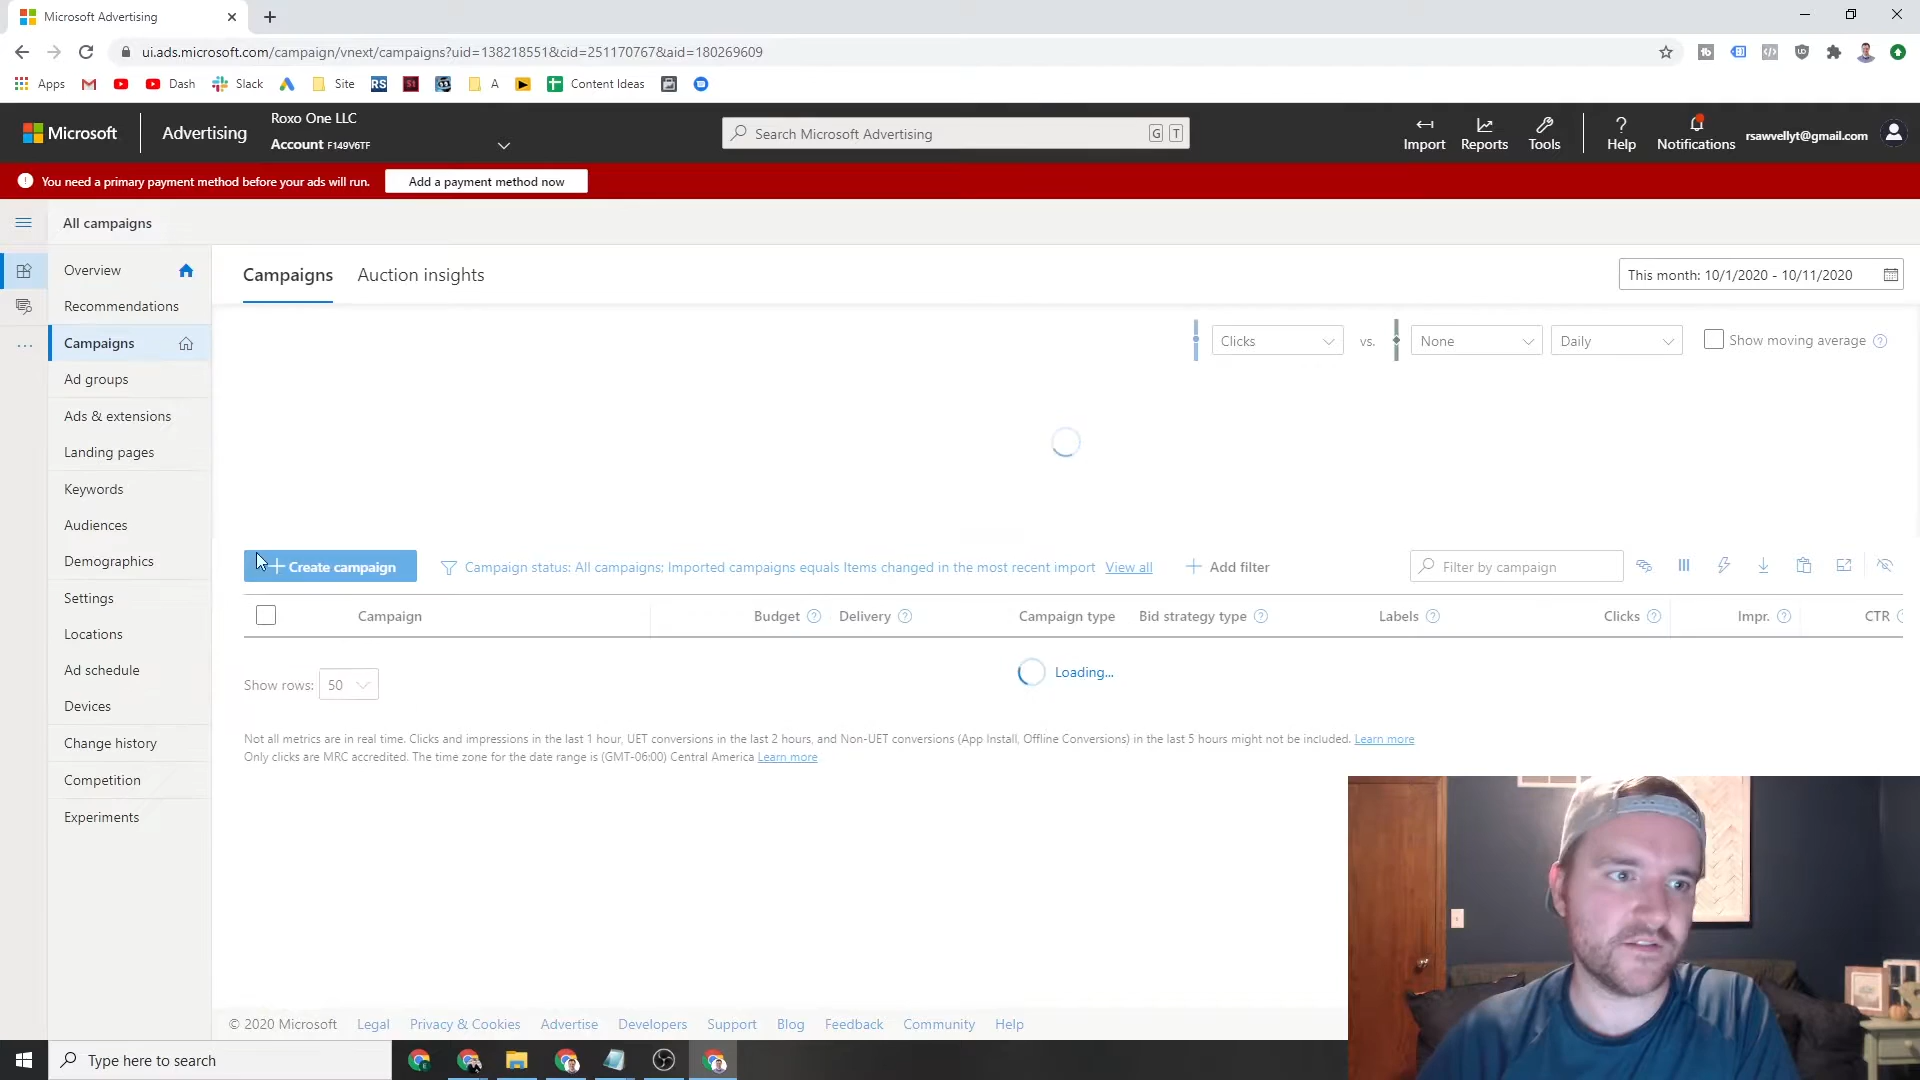 Microsoft Advertising
ui.ads.microsoft.com/campaign/vnext/campaigns?uid=138218551&cid=251170767&aid=180269609
Apps
Dash
Slack
Site
RS
A
Content Ideas
Microsoft
Advertising
Roxo One LLC
Account F149V6TF
Search Microsoft Advertising
G T
Import
Reports
Tools
Help
Notifications
rsawvellyt@gmail.com
You need a primary payment method before your ads will run.
Add a payment method now
All campaigns
Overview
Recommendations
Campaigns
Ad groups
Ads & extensions
Landing pages
Keywords
Audiences
Demographics
Settings
Locations
Ad schedule
Devices
Change history
Competition
Experiments
Campaigns
Auction insights
This month: 10/1/2020 - 10/11/2020
Clicks
vs.
None
Daily
Show moving average
Create campaign
Campaign status: All campaigns; Imported campaigns equals Items changed in the most recent import
View all
Add filter
Filter by campaign
Campaign
Budget
Delivery
Campaign type
Bid strategy type
Labels
Clicks
Impr.
CTR
Show rows: 50
Loading...
Not all metrics are in real time. Clicks and impressions in the last 1 hour, UET conversions in the last 2 hours, and Non-UET conversions (App Install, Offline Conversions) in the last 5 hours might not be included. Learn more
Only clicks are MRC accredited. The time zone for the date range is (GMT-06:00) Central America Learn more
© 2020 Microsoft
Legal
Privacy & Cookies
Advertise
Developers
Support
Blog
Feedback
Community
Help
Type here to search